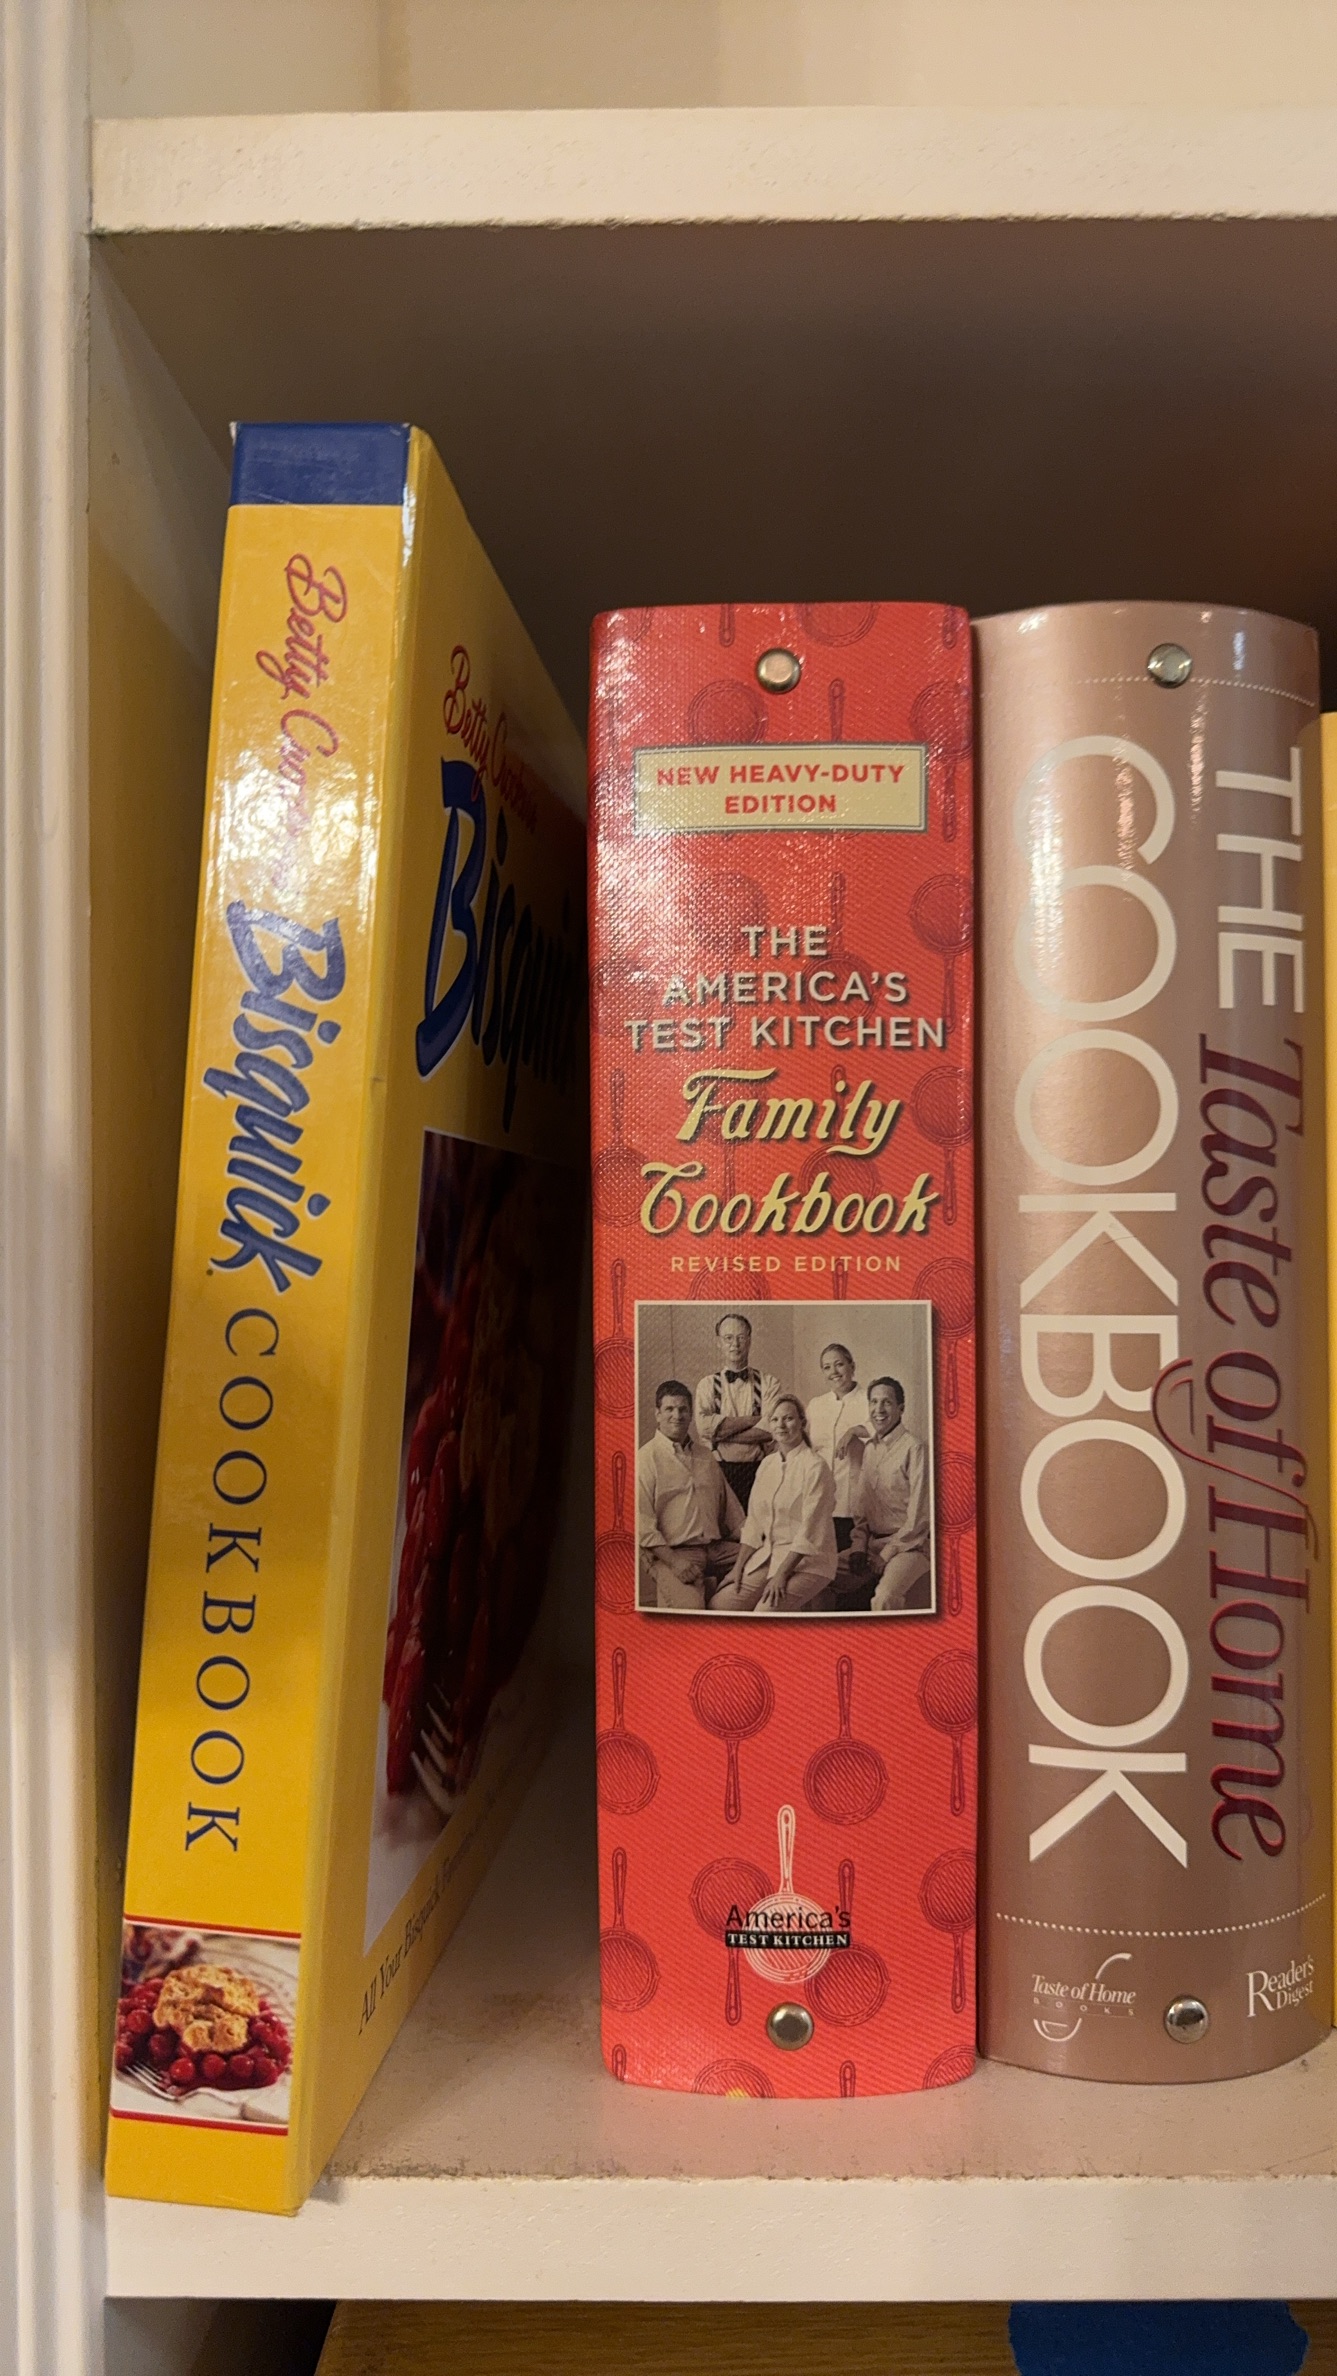 Betty Crocker's Bisquick COOKBOOK
Betty Crocker's
Bisquick
All Your Bisquick Favorites
NEW HEAVY-DUTY
EDITION
THE
AMERICA'S
TEST KITCHEN
Family
Cookbook
REVISED EDITION
America's
TEST KITCHEN
THE Taste of Home
COOKBOOK
Taste of Home
BOOKS
Reader's
Digest